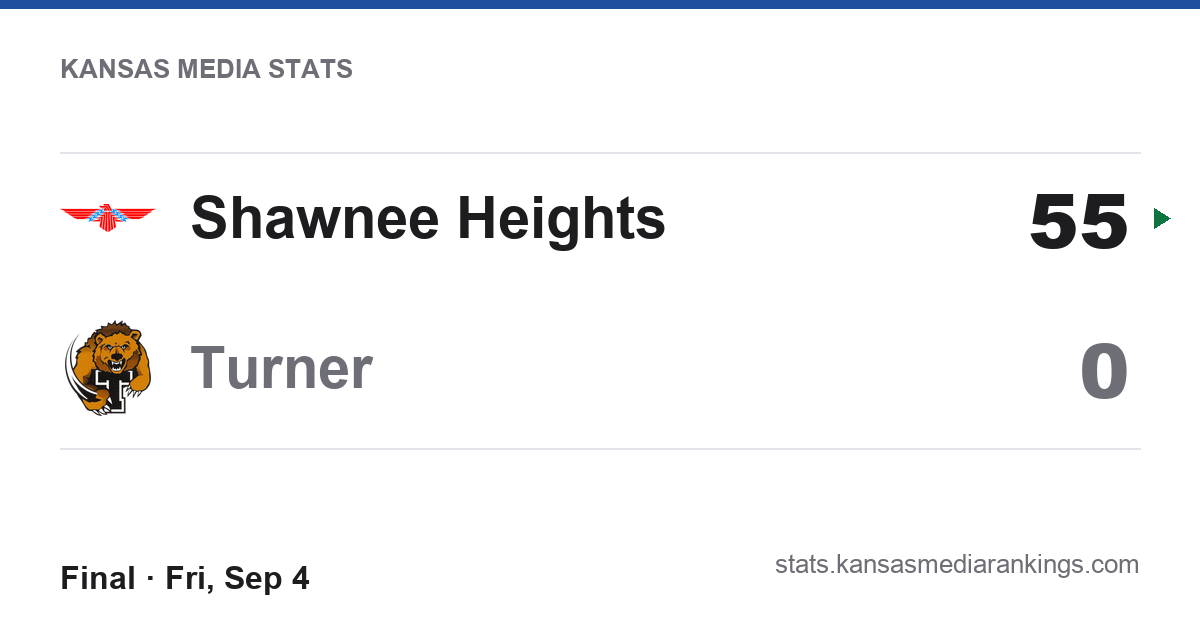 KANSAS MEDIA STATS
Shawnee Heights 55
Turner 0
Final · Fri, Sep 4
stats.kansasmediarankings.com